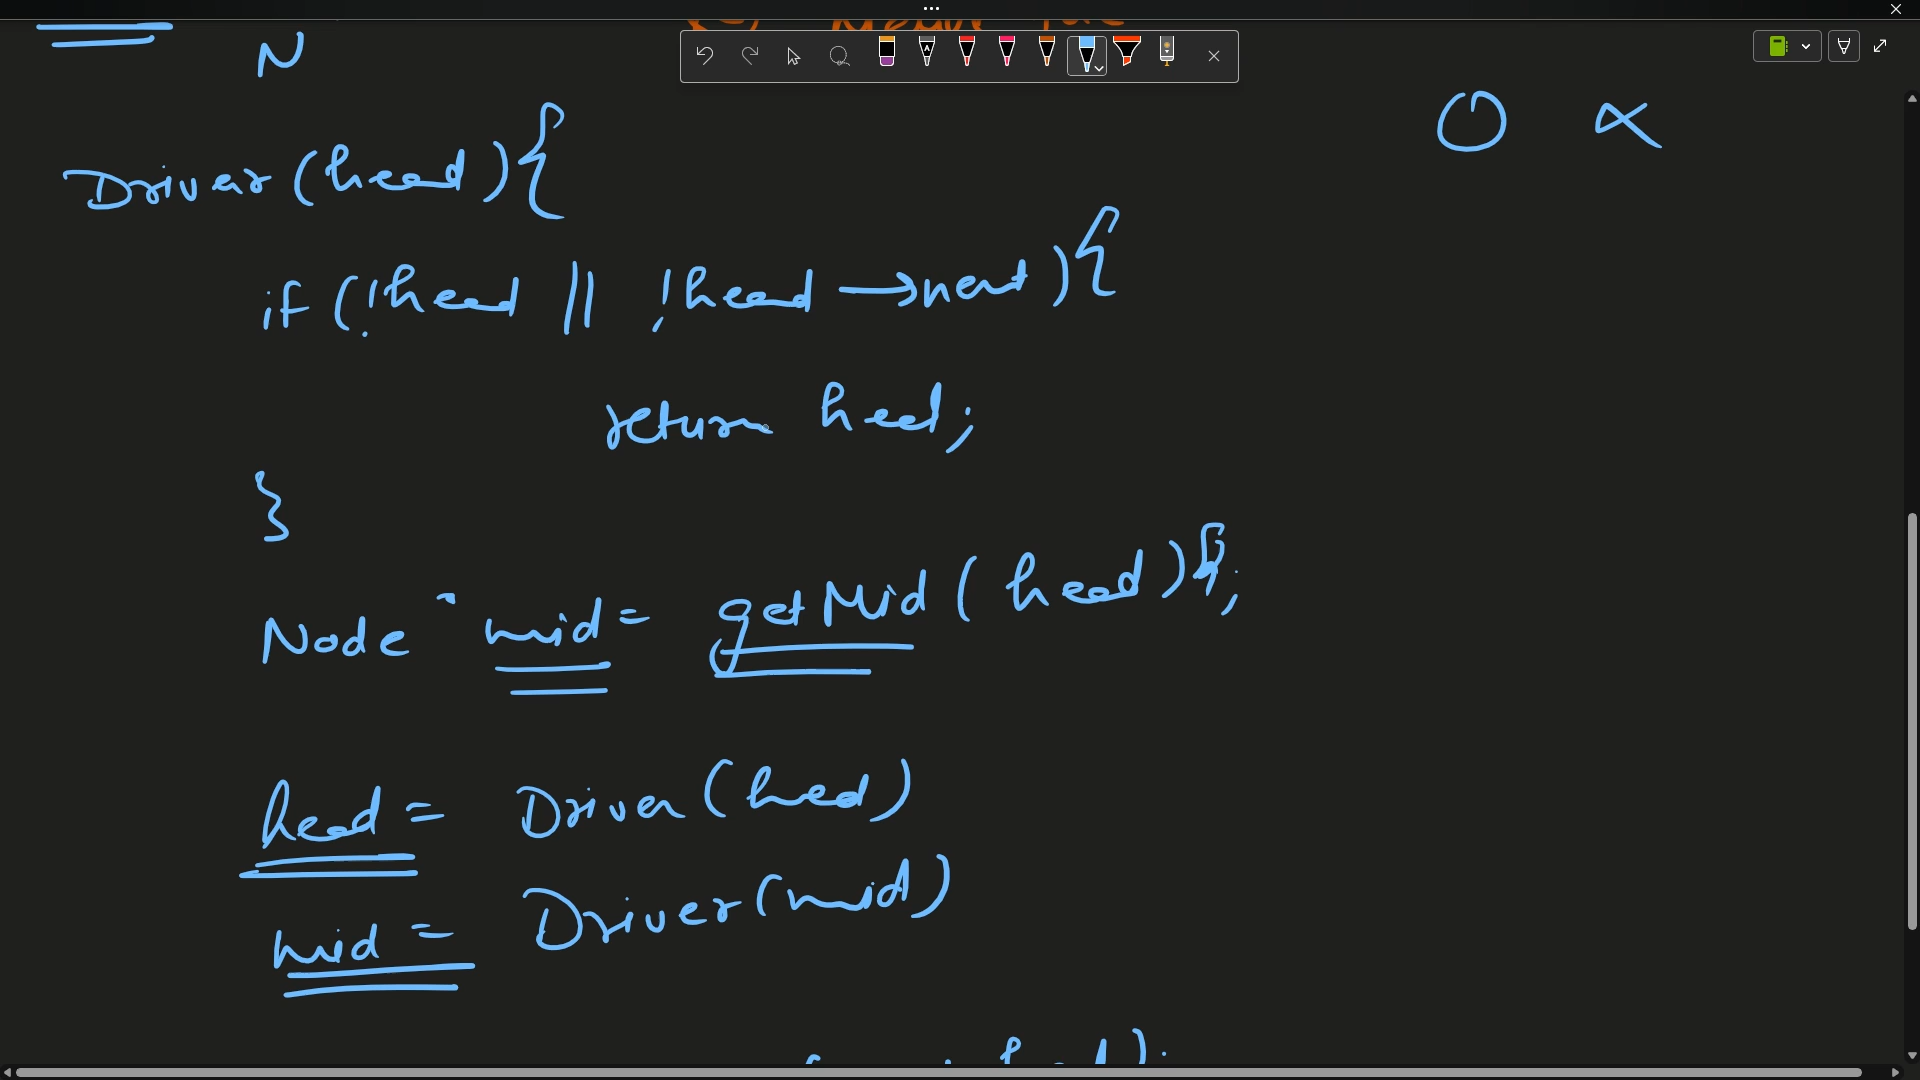 N
O ∝
Driver (head) {
if (!head || !head → next) {
return head;
}
Node * mid = getMid (head);
head = Driver (head)
mid = Driver (mid)